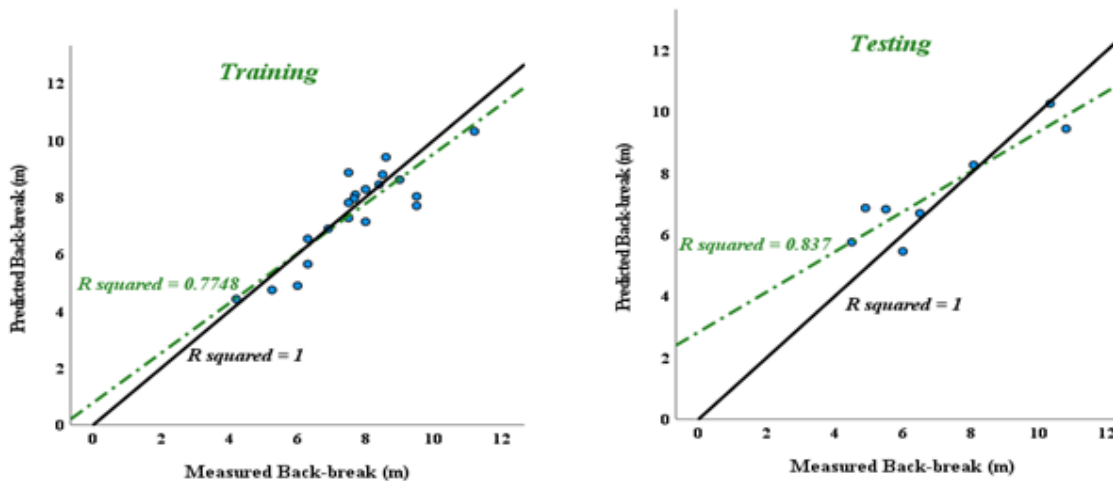 Training
12
10
8
6
4
2
0
Predicted Back-break (m)
R squared = 0.7748
R squared = 1
0 2 4 6 8 10 12
Measured Back-break (m)
Testing
12
10
8
6
4
2
0
Predicted Back-break (m)
R squared = 0.837
R squared = 1
0 2 4 6 8 10 12
Measured Back-break (m)